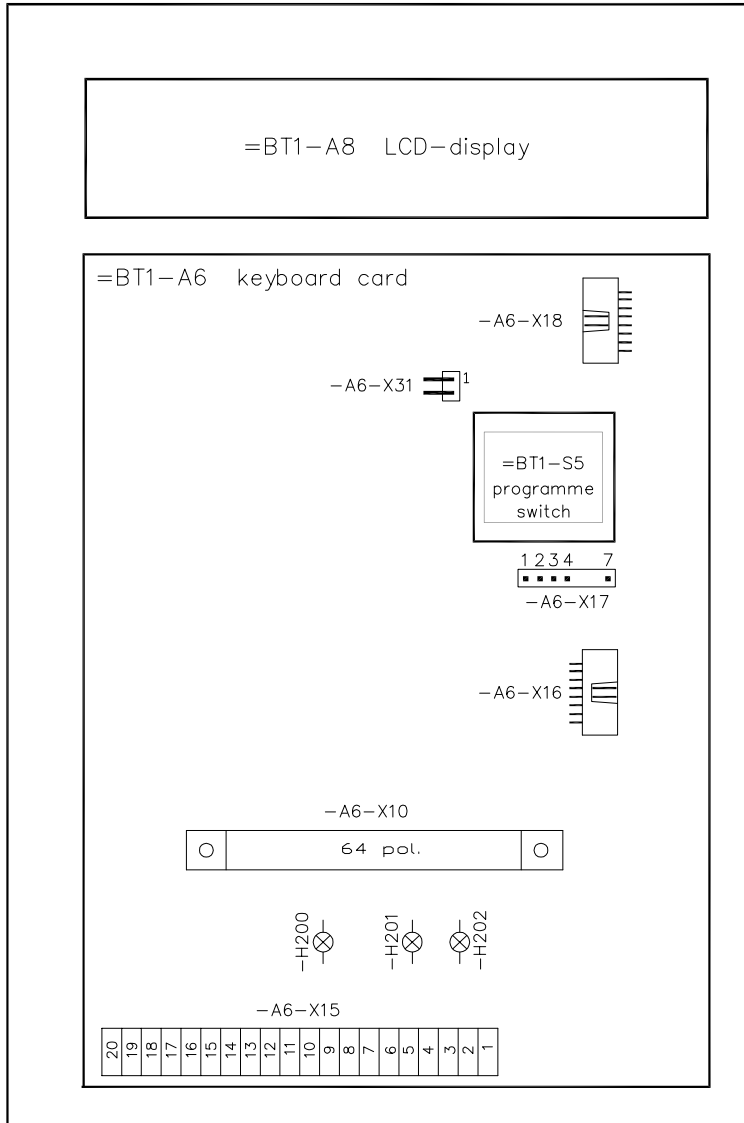 =BT1-A8 LCD-display
=BT1-A6 keyboard card
-A6-X18
-A6-X31
1
=BT1-S5
programme
switch
1 2 3 4 7
-A6-X17
-A6-X16
-A6-X10
64 pol.
-H200
-H201
-H202
-A6-X15
20 19 18 17 16 15 14 13 12 11 10 9 8 7 6 5 4 3 2 1